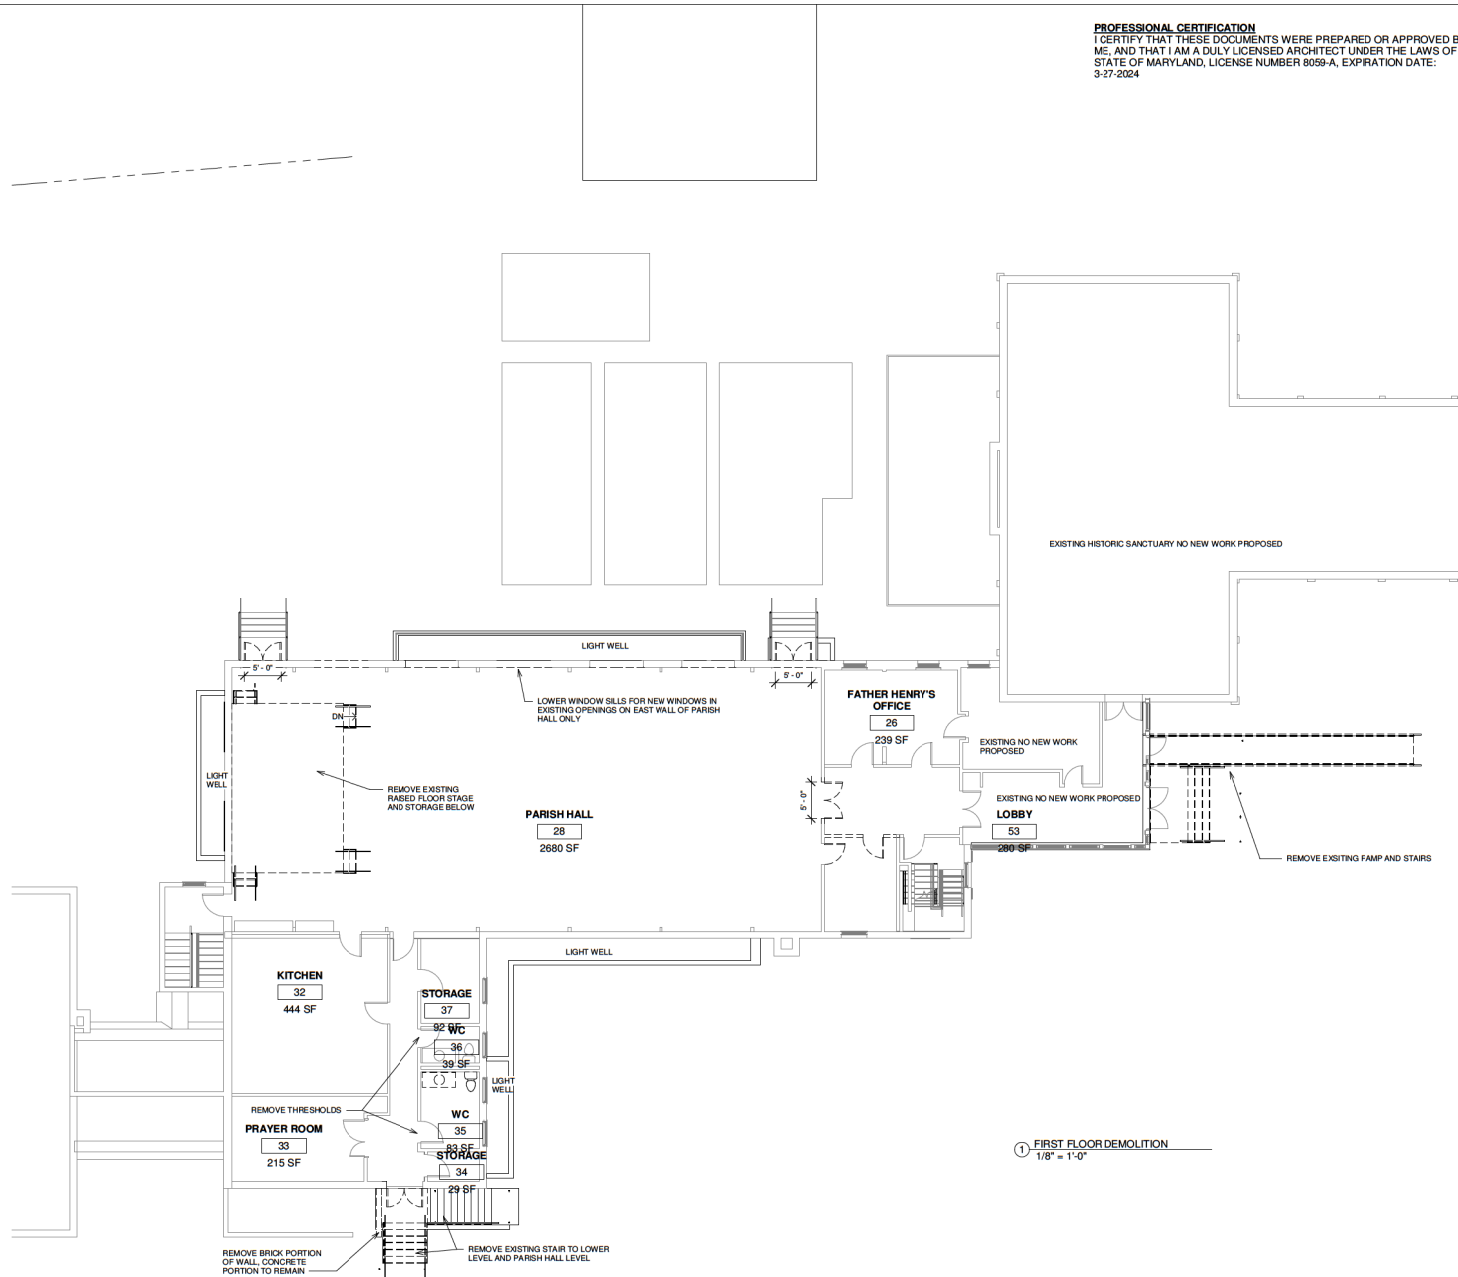 PROFESSIONAL CERTIFICATION
I CERTIFY THAT THESE DOCUMENTS WERE PREPARED OR APPROVED B
ME, AND THAT I AM A DULY LICENSED ARCHITECT UNDER THE LAWS OF
STATE OF MARYLAND, LICENSE NUMBER 8059-A, EXPIRATION DATE:
3-27-2024
EXISTING HISTORIC SANCTUARY NO NEW WORK PROPOSED
LIGHT WELL
5' - 0"
5' - 0"
LOWER WINDOW SILLS FOR NEW WINDOWS IN
EXISTING OPENINGS ON EAST WALL OF PARISH
HALL ONLY
DN
FATHER HENRY'S
OFFICE
26
239 SF
EXISTING NO NEW WORK
PROPOSED
LIGHT
WELL
REMOVE EXISTING
RAISED FLOOR STAGE
AND STORAGE BELOW
5' - 0"
PARISH HALL
28
2680 SF
EXISTING NO NEW WORK PROPOSED
LOBBY
53
280 SF
REMOVE EXSITING FAMP AND STAIRS
LIGHT WELL
KITCHEN
32
444 SF
STORAGE
37
92 SF
WC
36
39 SF
LIGHT
WELL
REMOVE THRESHOLDS
PRAYER ROOM
33
215 SF
WC
35
83 SF
STORAGE
34
29 SF
1 FIRST FLOOR DEMOLITION
1/8" = 1'-0"
REMOVE BRICK PORTION
OF WALL, CONCRETE
PORTION TO REMAIN
REMOVE EXISTING STAIR TO LOWER
LEVEL AND PARISH HALL LEVEL